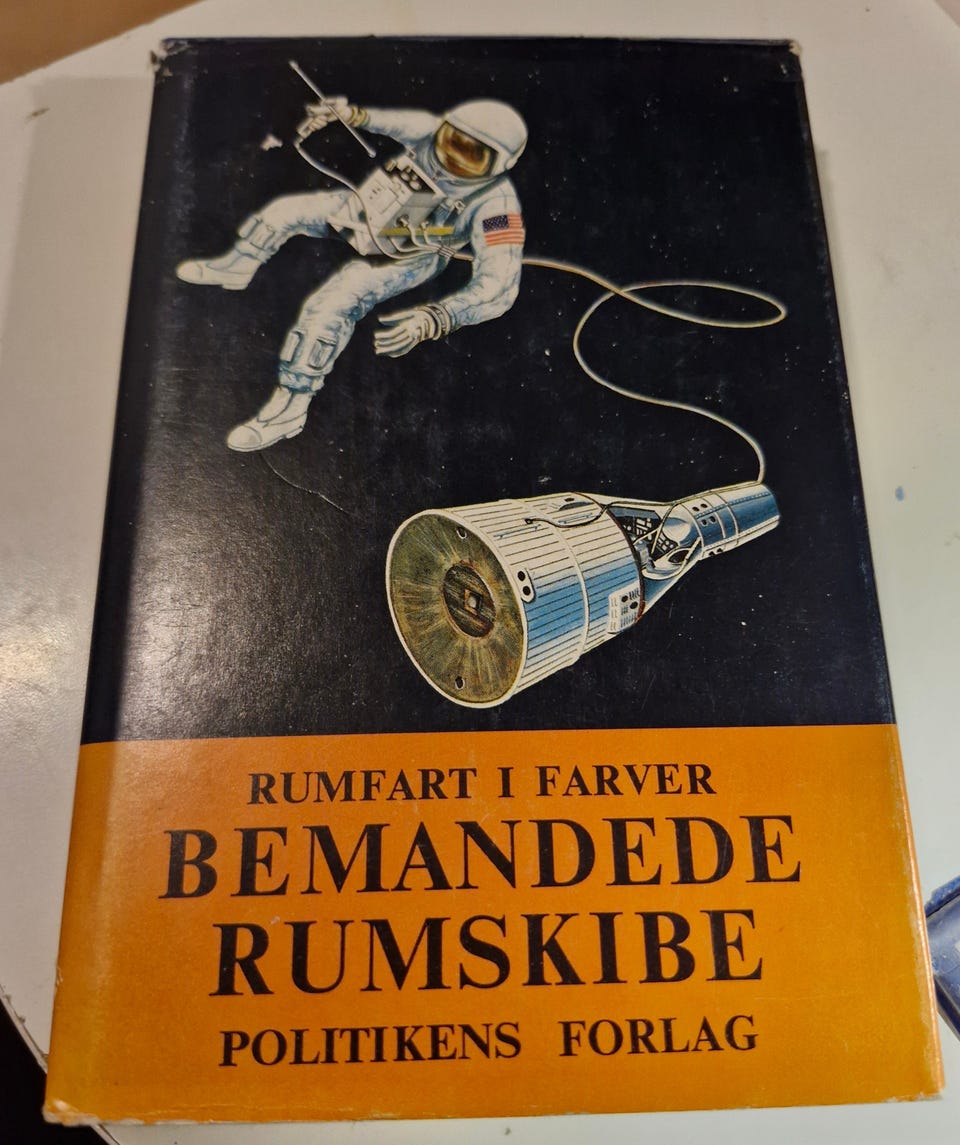 RUMFART I FARVER
BEMANDEDE
RUMSKIBE
POLITIKENS FORLAG